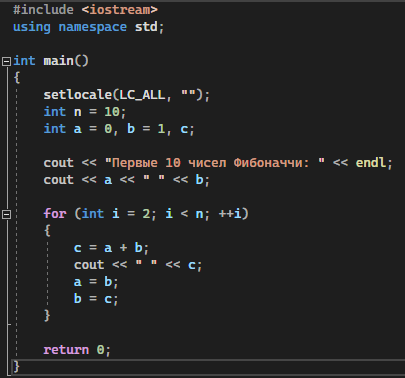 #include <iostream>
using namespace std;
int main()
{
setlocale(LC_ALL, "");
int n = 10;
int a = 0, b = 1, c;
cout << "Первые 10 чисел Фибоначчи: " << endl;
cout << a << " " << b;
for (int i = 2; i < n; ++i)
{
c = a + b;
cout << " " << c;
a = b;
b = c;
}
return 0;
}